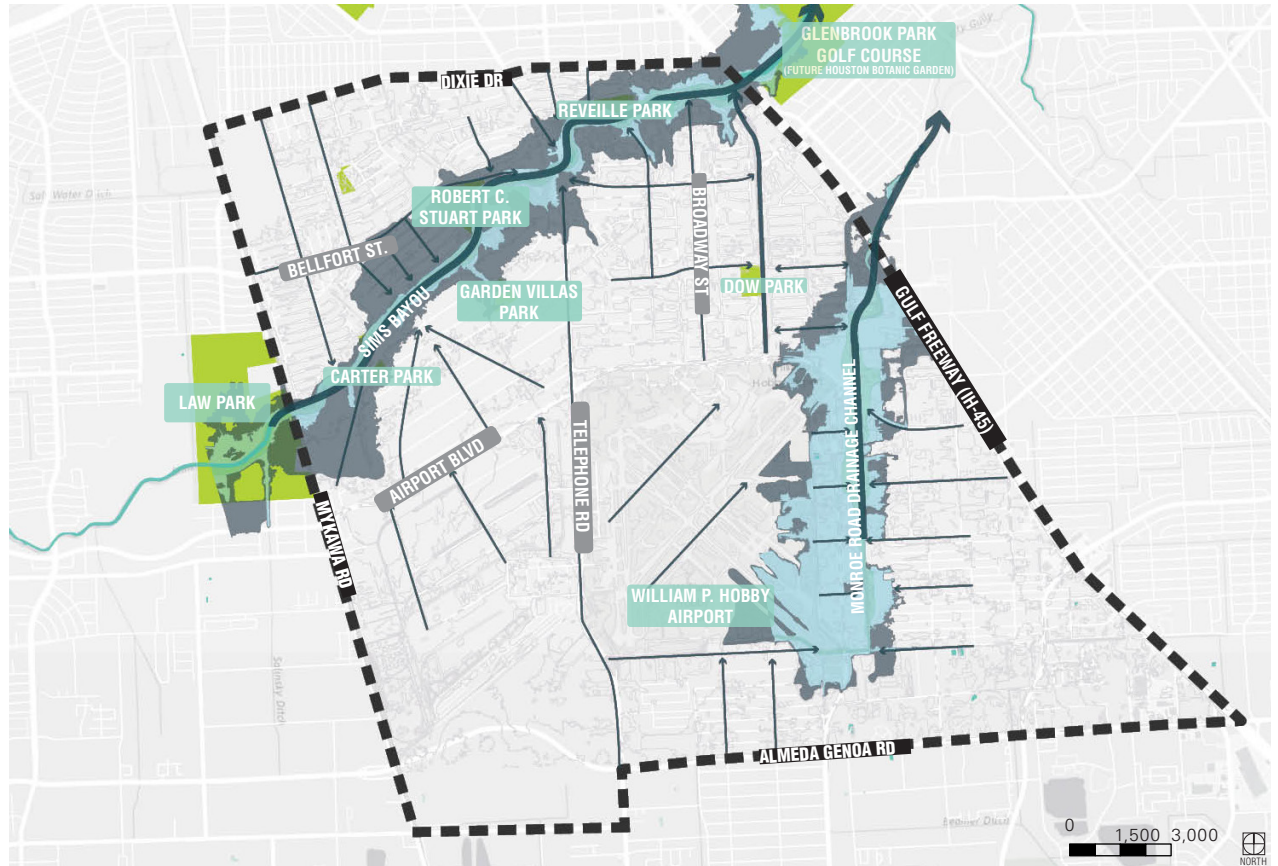 GLENBROOK PARK
GOLF COURSE
(FUTURE HOUSTON BOTANIC GARDEN)
DIXIE DR
REVEILLE PARK
ROBERT C.
STUART PARK
BROADWAY ST
BELLFORT ST.
GARDEN VILLAS
PARK
DOW PARK
SIMS BAYOU
GULF FREEWAY (IH-45)
CARTER PARK
LAW PARK
AIRPORT BLVD
TELEPHONE RD
MONROE ROAD DRAINAGE CHANNEL
MYKAWA RD
WILLIAM P. HOBBY
AIRPORT
ALMEDA GENOA RD
0
1,500
3,000
NORTH